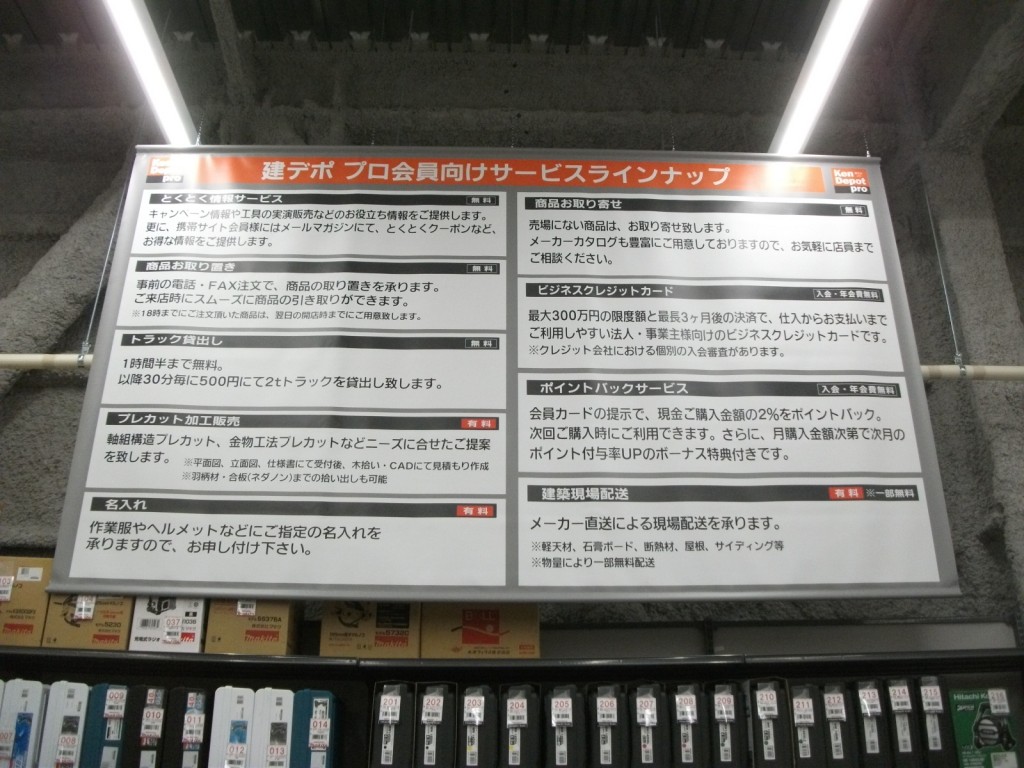 建デポ プロ会員向けサービスラインナップ
Ken Depot pro
とくとく情報サービス 無料
キャンペーン情報や工具の実演販売などのお役立ち情報をご提供します。
更に、携帯サイト会員様にはメールマガジンにて、とくとくクーポンなど、
お得な情報をご提供します。
商品お取り置き 無料
事前の電話・FAX注文で、商品の取り置きを承ります。
ご来店時にスムーズに商品の引き取りができます。
※18時までにご注文頂いた商品は、翌日の開店時までにご用意致します。
トラック貸出し 無料
1時間半まで無料。
以降30分毎に500円にて2tトラックを貸出し致します。
プレカット加工販売 有料
軸組構造プレカット、金物工法プレカットなどニーズに合せたご提案
を致します。 ※平面図、立面図、仕様書にて受付後、木拾い・CADにて見積もり作成
※羽柄材・合板(ネダノン)までの拾い出しも可能
名入れ 有料
作業服やヘルメットなどにご指定の名入れを
承りますので、お申し付け下さい。
商品お取り寄せ 無料
売場にない商品は、お取り寄せ致します。
メーカーカタログも豊富にご用意しておりますので、お気軽に店員まで
ご相談ください。
ビジネスクレジットカード 入会・年会費無料
最大300万円の限度額と最長3ヶ月後の決済で、仕入からお支払いまで
ご利用しやすい法人・事業主様向けのビジネスクレジットカードです。
※クレジット会社における個別の入会審査があります。
ポイントバックサービス 入会・年会費無料
会員カードの提示で、現金ご購入金額の2%をポイントバック。
次回ご購入時にご利用できます。さらに、月購入金額次第で次月の
ポイント付与率UPのボーナス特典付きです。
建築現場配送 有料 ※一部無料
メーカー直送による現場配送を承ります。
※軽天材、石膏ボード、断熱材、屋根、サイディング等
※物量により一部無料配送
037
makita
009
010
011
014
008
012
013
201
202
203
204
205
206
207
208
209
210
211
212
213
214
215
Hitachi